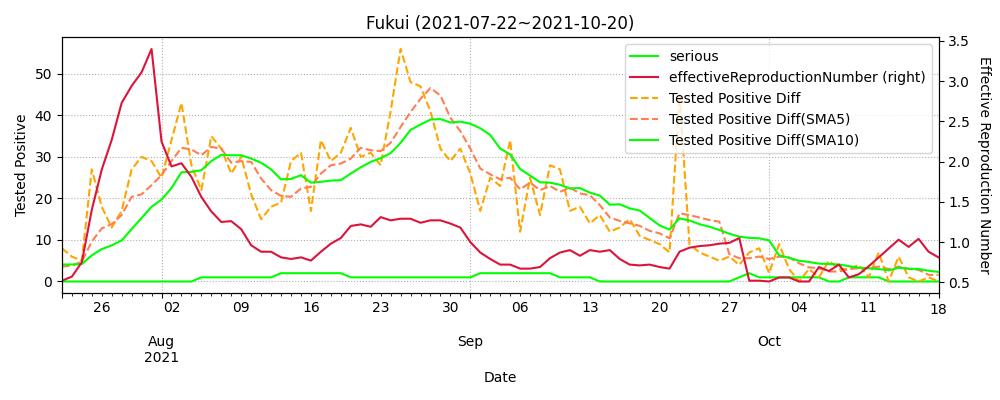 Fukui (2021-07-22~2021-10-20)
serious
effectiveReproductionNumber (right)
Tested Positive Diff
Tested Positive Diff(SMA5)
Tested Positive Diff(SMA10)
Tested Positive
50
40
30
20
10
0
3.5
3.0
2.5
2.0
1.5
1.0
0.5
Effective Reproduction Number
26 02 09 16 23 30 06 13 20 27 04 11 18
Aug Sep Oct
2021
Date